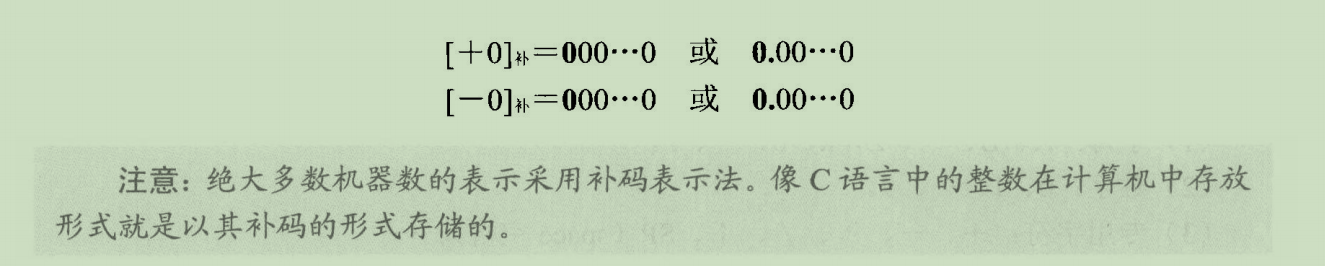 [+0]补=000…0 或 0.00…0
[-0]补=000…0 或 0.00…0
注意：绝大多数机器数的表示采用补码表示法。像 C 语言中的整数在计算机中存放
形式就是以其补码的形式存储的。